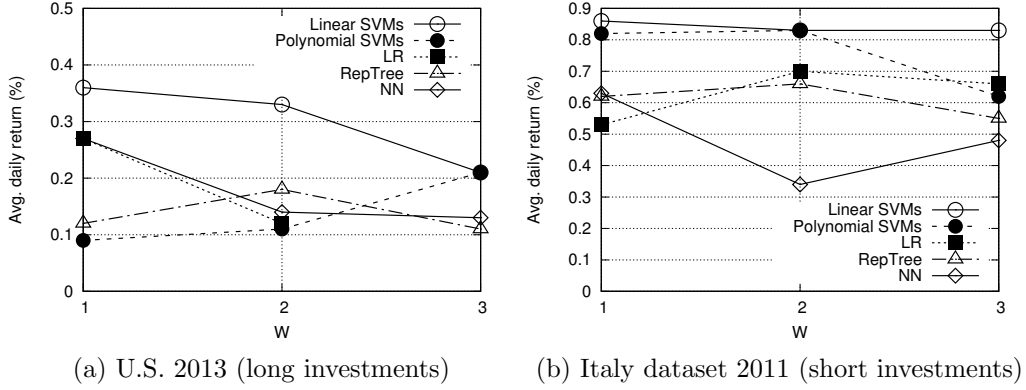 0.5
0.4
0.3
0.2
0.1
0
Avg. daily return (%)
Linear SVMs
Polynomial SVMs
LR
RepTree
NN
1 2 3
W
(a) U.S. 2013 (long investments)
0.9
0.8
0.7
0.6
0.5
0.4
0.3
0.2
0.1
0
Avg. daily return (%)
Linear SVMs
Polynomial SVMs
LR
RepTree
NN
1 2 3
W
(b) Italy dataset 2011 (short investments)